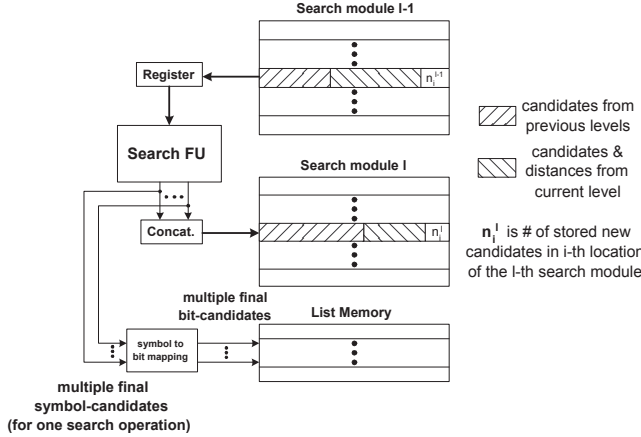 Search module l-1
n_i^{l-1}
Register
Search FU
Search module l
Concat.
n_i^l
candidates from
previous levels
candidates &
distances from
current level
n_i^l is # of stored new
candidates in i-th location
of the l-th search module
multiple final
bit-candidates
List Memory
symbol to
bit mapping
multiple final
symbol-candidates
(for one search operation)